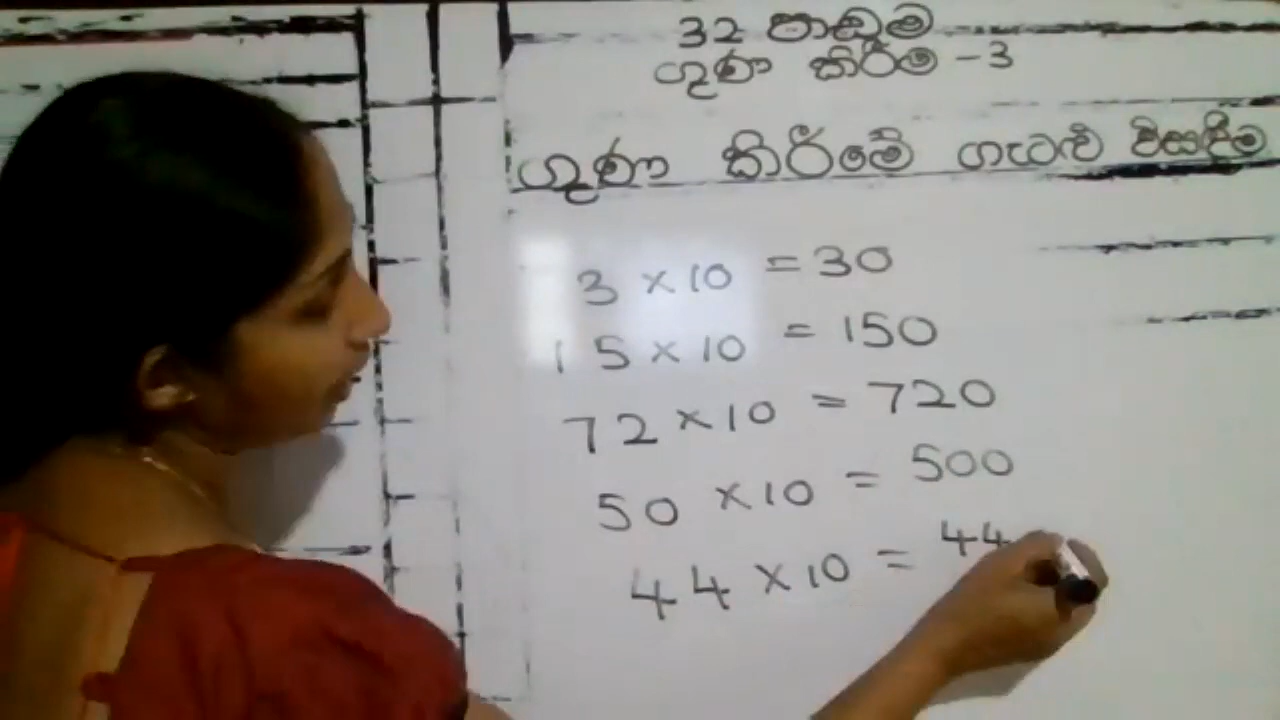 32 පාඩම
ගුණ කිරීම - 3
ගුණ කිරීමේ ගැටළු විසඳීම
3 × 10 = 30
15 × 10 = 150
72 × 10 = 720
50 × 10 = 500
44 × 10 = 44